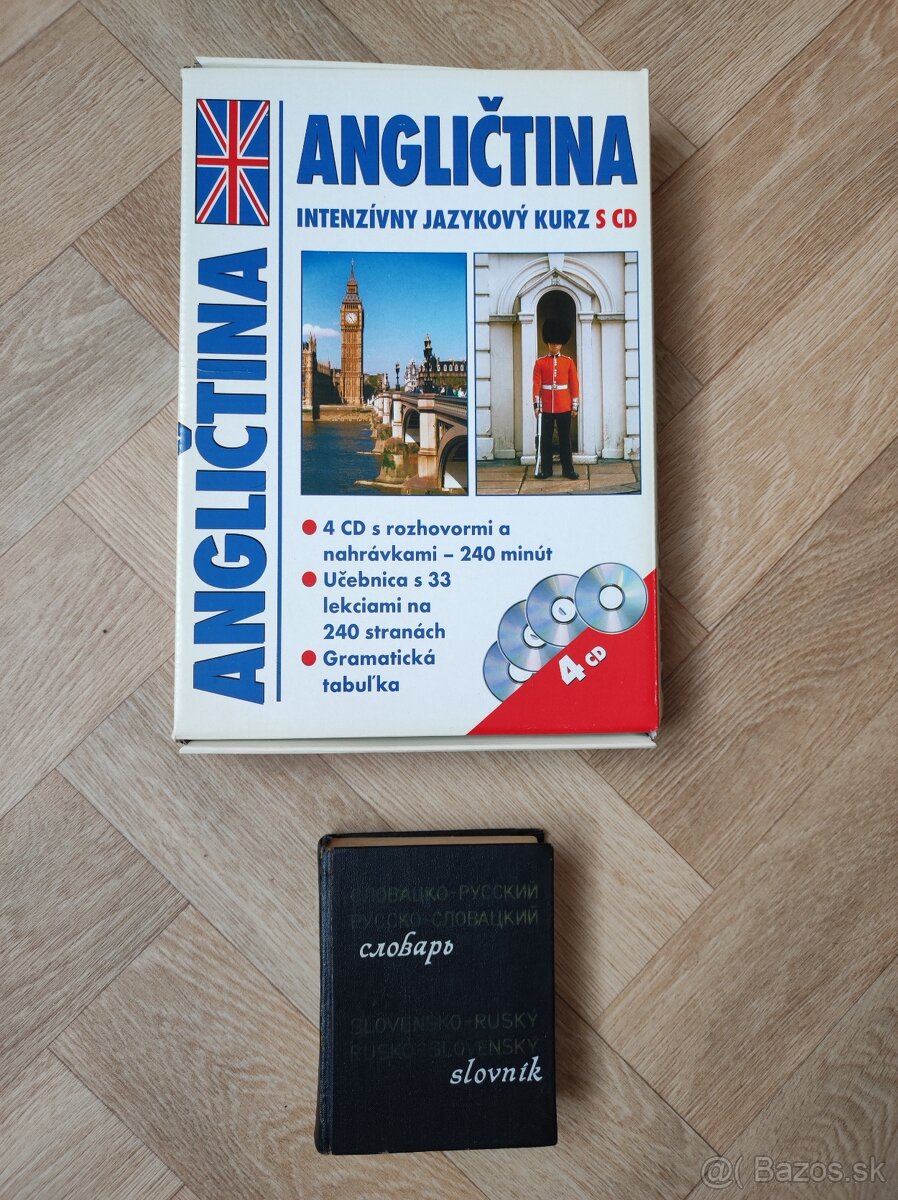 ANGLIČTINA
ANGLIČTINA
INTENZÍVNY JAZYKOVÝ KURZ S CD
4 CD s rozhovormi a
nahrávkami – 240 minút
Učebnica s 33
lekciami na
240 stranách
Gramatická
tabuľka
4 CD
СЛОВАЦКО-РУССКИЙ
РУССКО-СЛОВАЦКИЙ
словарь
SLOVENSKO-RUSKÝ
RUSKO-SLOVENSKÝ
slovník
@( Bazos.sk